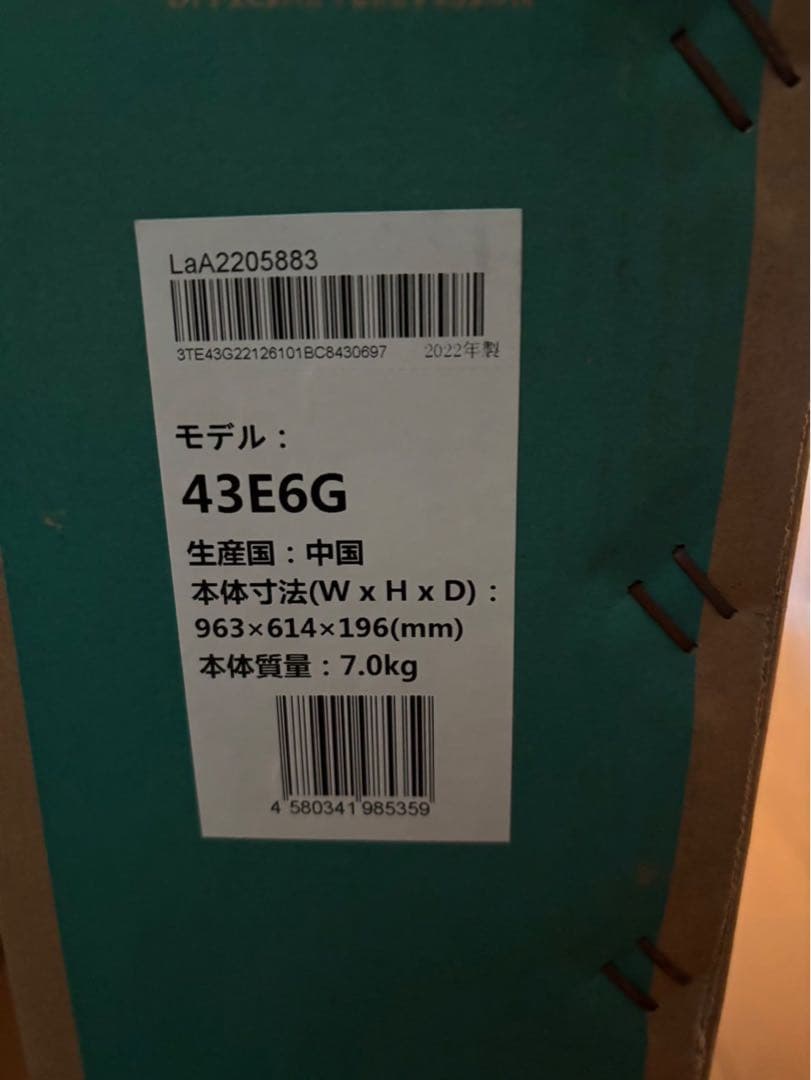 LaA2205883
3TE43G22126101BC8430697 2022年製
モデル：
43E6G
生産国：中国
本体寸法(W x H x D)：
963×614×196(mm)
本体質量：7.0kg
4 580341 985359